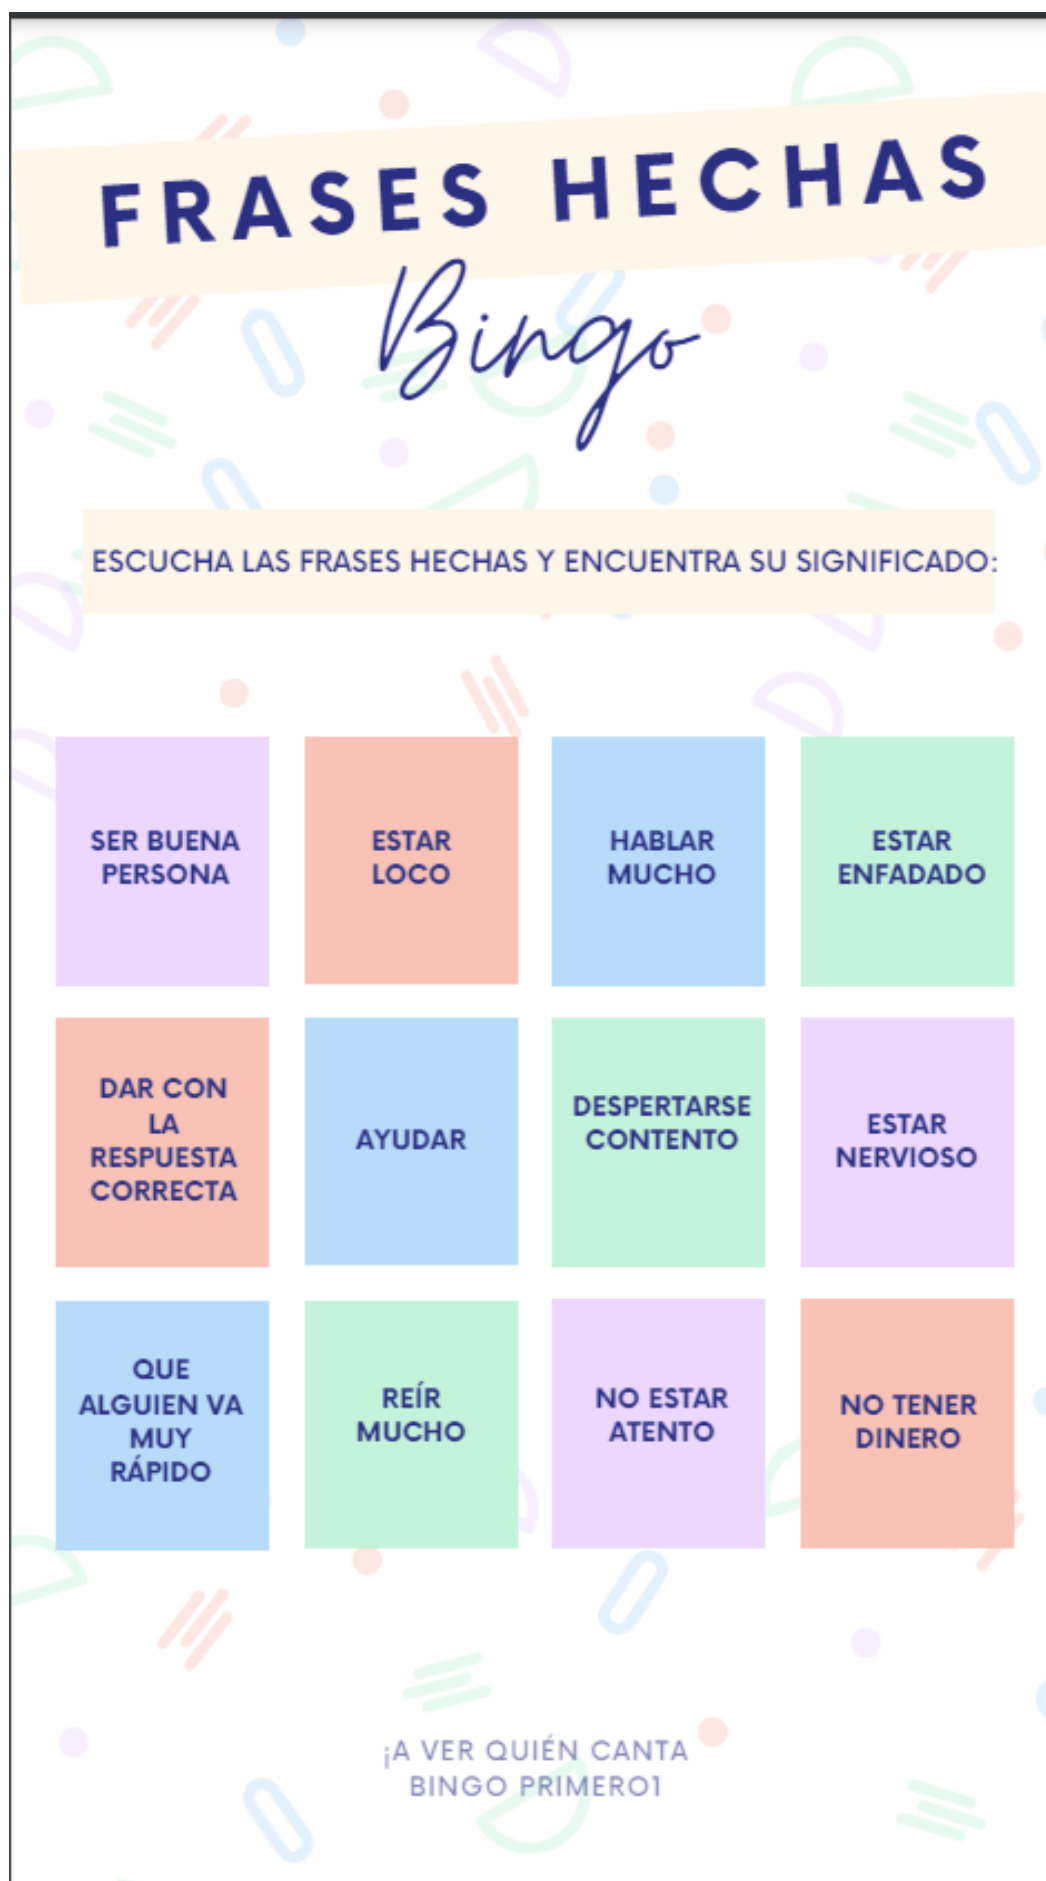 FRASES HECHAS
Bingo
ESCUCHA LAS FRASES HECHAS Y ENCUENTRA SU SIGNIFICADO:
SER BUENA
PERSONA
ESTAR
LOCO
HABLAR
MUCHO
ESTAR
ENFADADO
DAR CON
LA
RESPUESTA
CORRECTA
AYUDAR
DESPERTARSE
CONTENTO
ESTAR
NERVIOSO
QUE
ALGUIEN VA
MUY
RÁPIDO
REÍR
MUCHO
NO ESTAR
ATENTO
NO TENER
DINERO
¡A VER QUIÉN CANTA
BINGO PRIMERO1